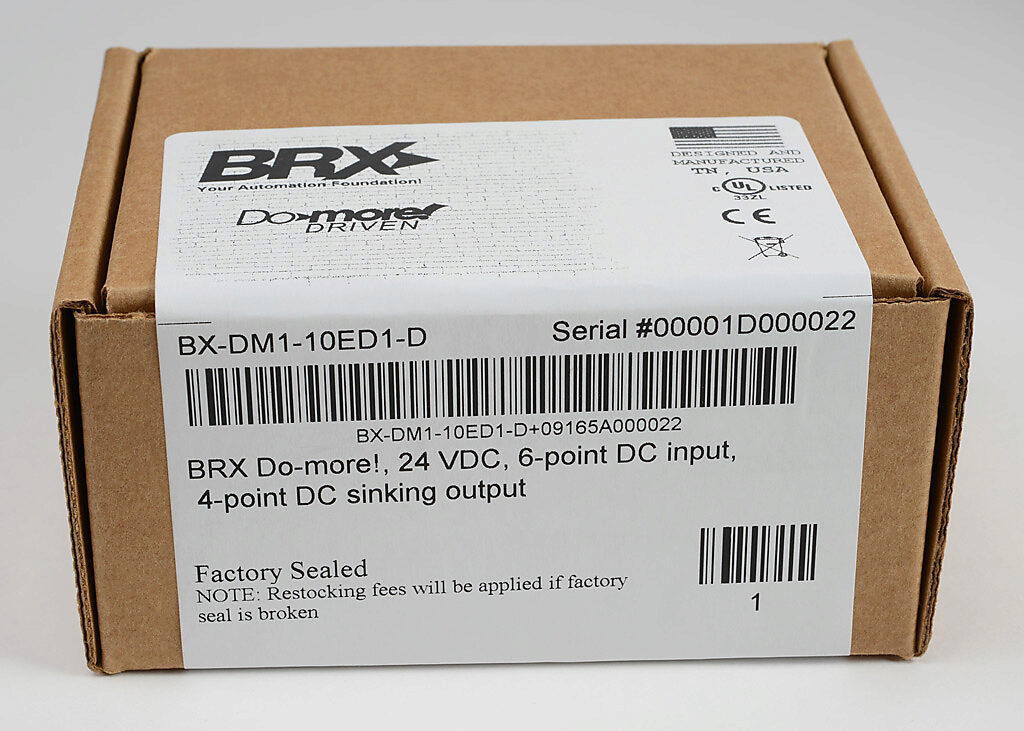 BRX
Your Automation Foundation!
Do-more!
DRIVEN
DESIGNED AND
MANUFACTURED
TN, USA
C UL LISTED
33ZL
CE
BX-DM1-10ED1-D
Serial #00001D000022
BX-DM1-10ED1-D+09165A000022
BRX Do-more!, 24 VDC, 6-point DC input,
4-point DC sinking output
Factory Sealed
NOTE: Restocking fees will be applied if factory
seal is broken
1